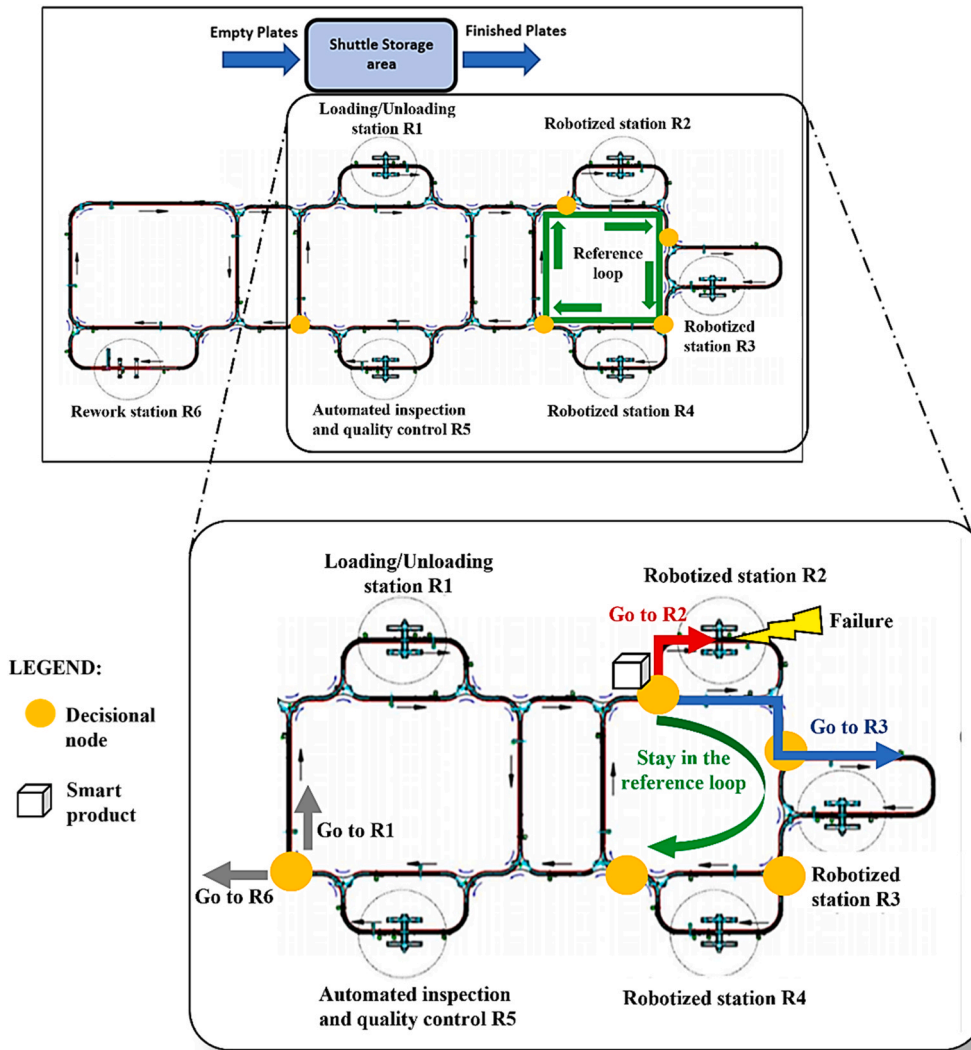 Empty Plates
Shuttle Storage
area
Finished Plates
Loading/Unloading
station R1
Robotized station R2
Reference
loop
Robotized
station R3
Rework station R6
Automated inspection
and quality control R5
Robotized station R4
Loading/Unloading
station R1
Robotized station R2
Go to R2
Failure
LEGEND:
Decisional
node
Smart
product
Go to R3
Stay in the
reference loop
Go to R1
Go to R6
Robotized
station R3
Automated inspection
and quality control R5
Robotized station R4